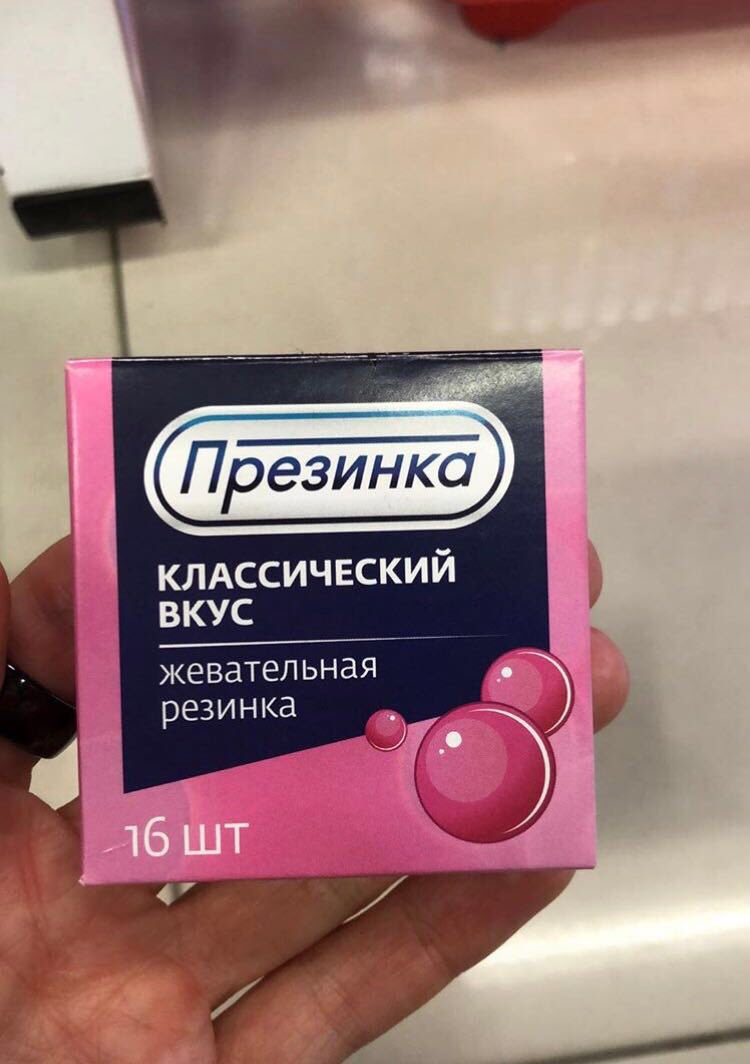 Презинка
КЛАССИЧЕСКИЙ
ВКУС
жевательная
резинка
16 шт